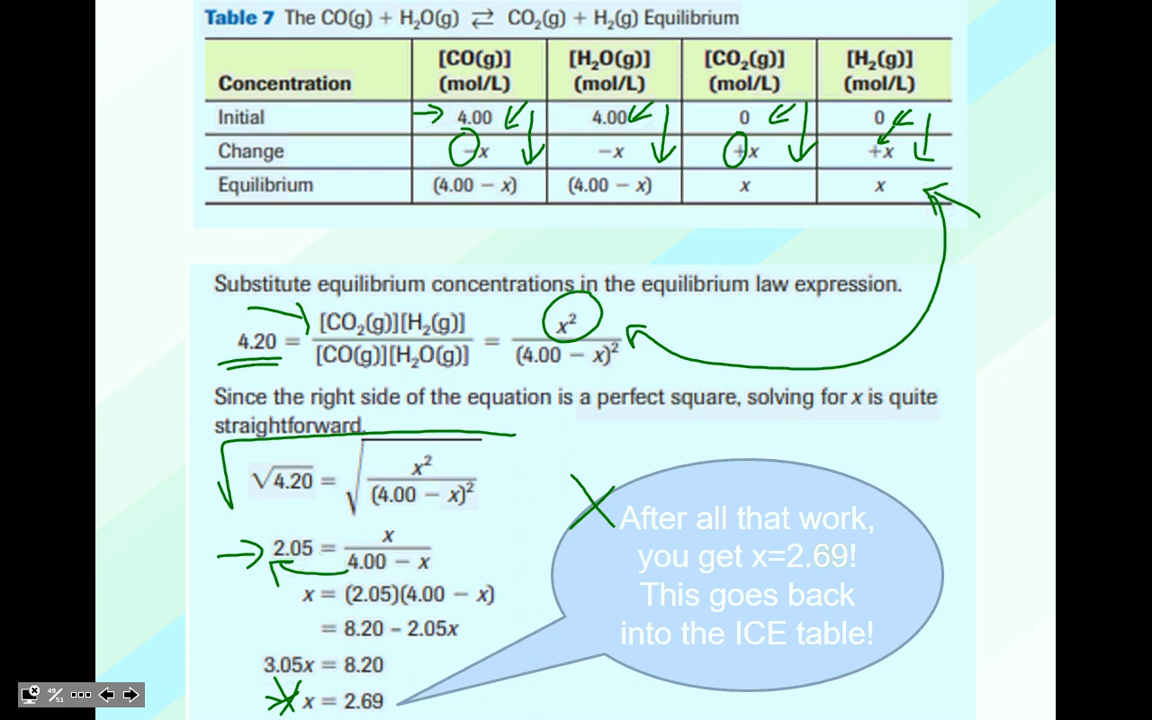 Table 7 The CO(g) + H₂O(g) ⇄ CO₂(g) + H₂(g) Equilibrium
Concentration [CO(g)] (mol/L) [H₂O(g)] (mol/L) [CO₂(g)] (mol/L) [H₂(g)] (mol/L)
Initial 4.00 4.00 0 0
Change −x −x +x +x
Equilibrium (4.00 − x) (4.00 − x) x x
Substitute equilibrium concentrations in the equilibrium law expression.
4.20 = [CO₂(g)][H₂(g)] / [CO(g)][H₂O(g)] = x² / (4.00 − x)²
Since the right side of the equation is a perfect square, solving for x is quite
straightforward.
√4.20 = √(x² / (4.00 − x)²)
2.05 = x / 4.00 − x
x = (2.05)(4.00 − x)
= 8.20 − 2.05x
3.05x = 8.20
x = 2.69
After all that work,
you get x=2.69!
This goes back
into the ICE table!
49/51